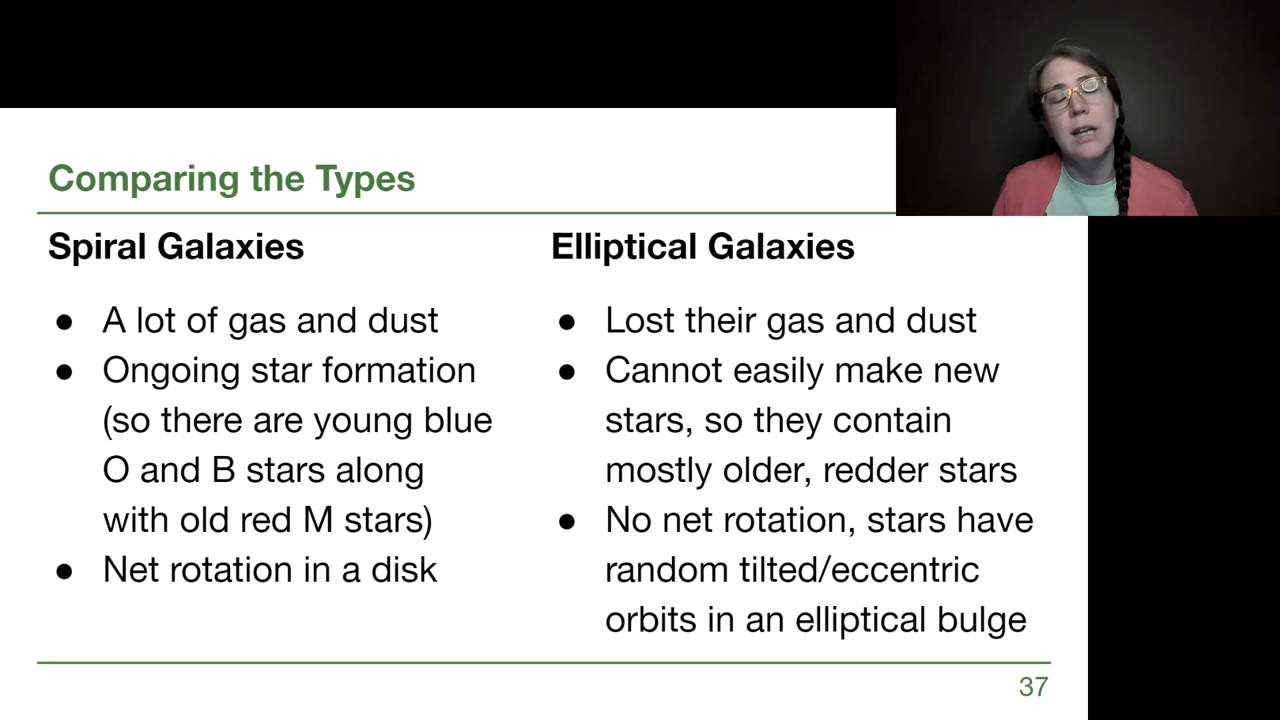 Comparing the Types
Spiral Galaxies
● A lot of gas and dust
● Ongoing star formation
(so there are young blue
O and B stars along
with old red M stars)
● Net rotation in a disk
Elliptical Galaxies
● Lost their gas and dust
● Cannot easily make new
stars, so they contain
mostly older, redder stars
● No net rotation, stars have
random tilted/eccentric
orbits in an elliptical bulge
37